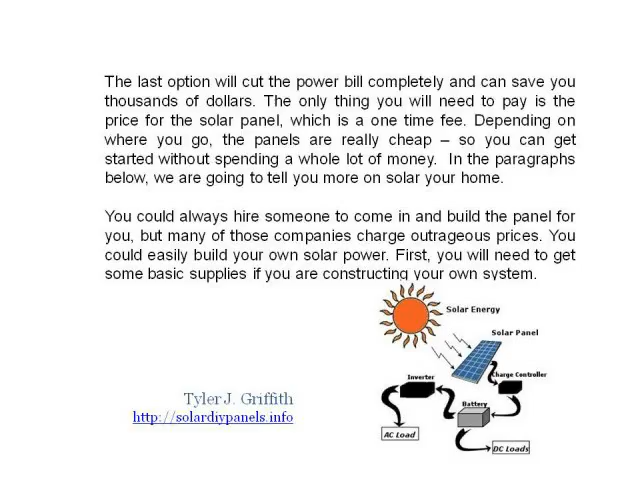 The last option will cut the power bill completely and can save you
thousands of dollars. The only thing you will need to pay is the
price for the solar panel, which is a one time fee. Depending on
where you go, the panels are really cheap – so you can get
started without spending a whole lot of money.  In the paragraphs
below, we are going to tell you more on solar your home.
You could always hire someone to come in and build the panel for
you, but many of those companies charge outrageous prices. You
could easily build your own solar power. First, you will need to get
some basic supplies if you are constructing your own system.
Solar Energy
Solar Panel
Inverter
Charge Controller
Battery
AC Load
DC Loads
Tyler J. Griffith
http://solardiypanels.info